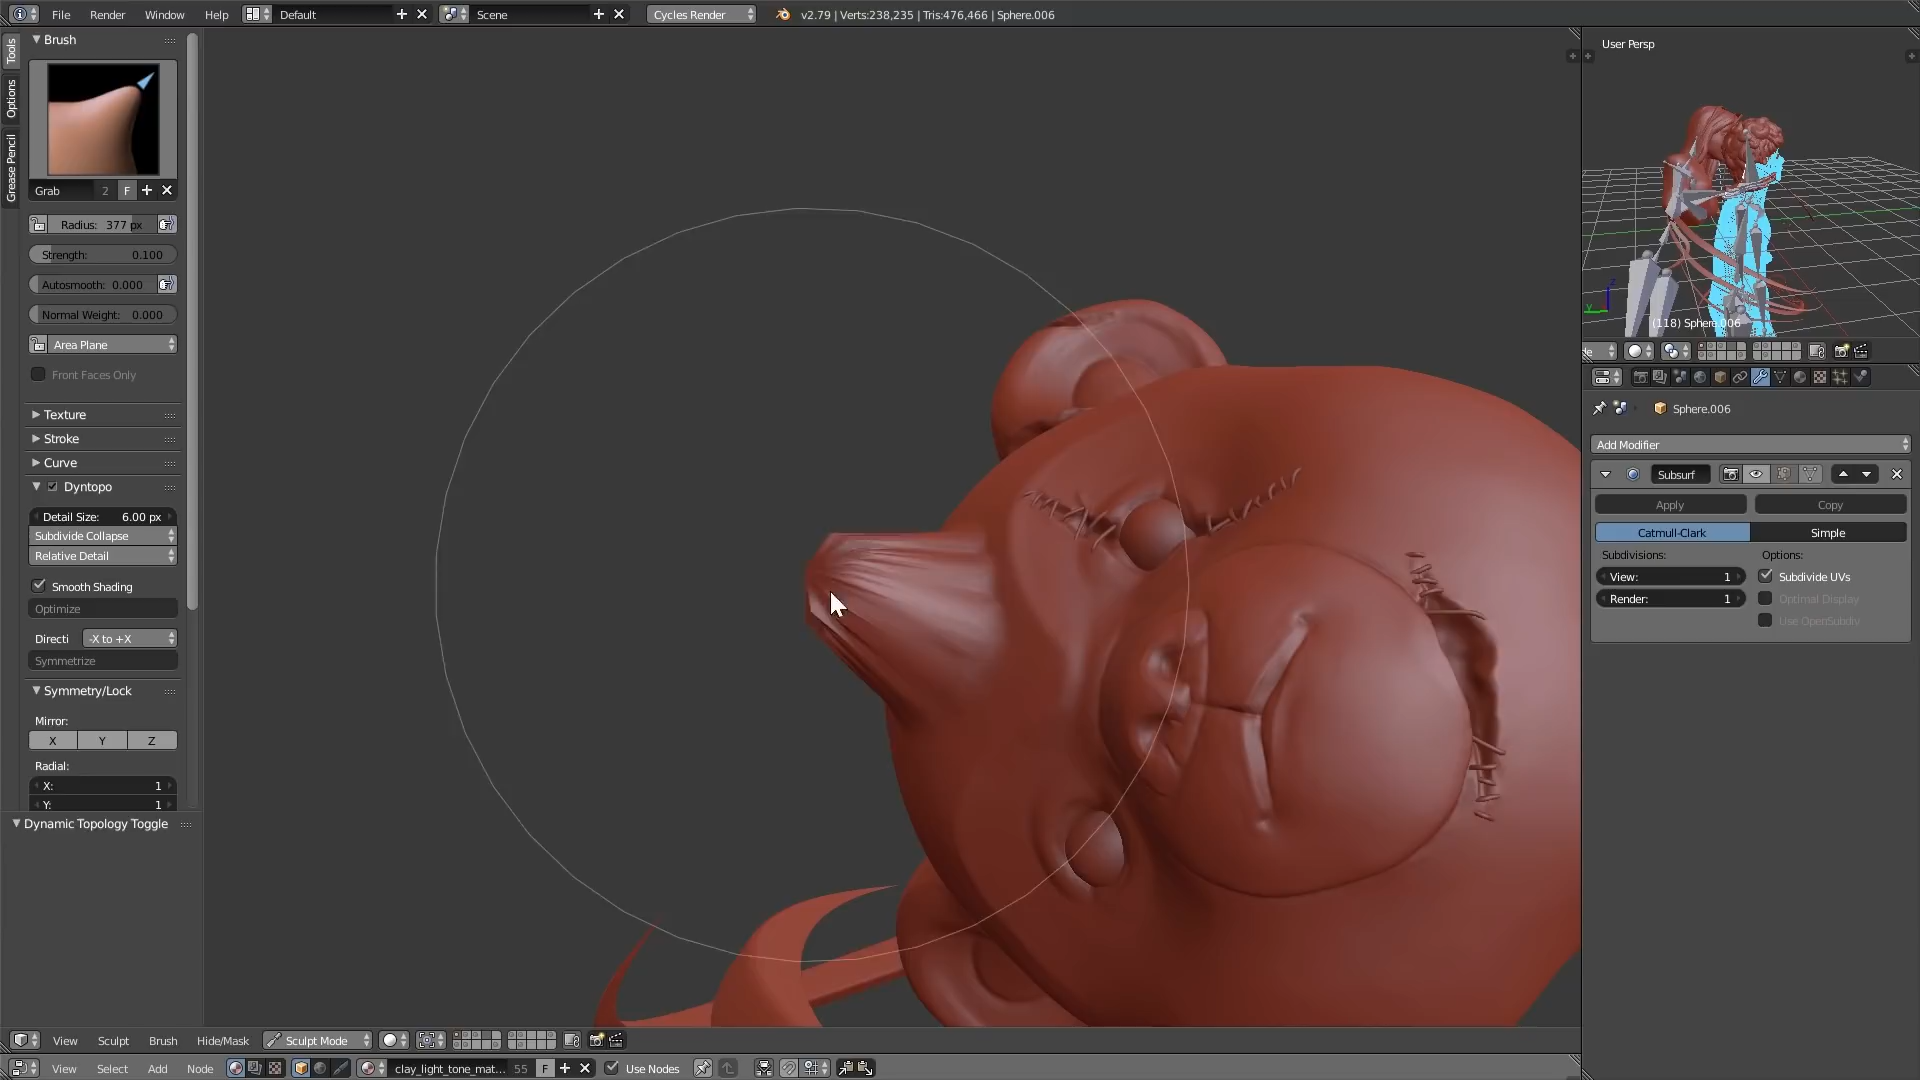 File
Render
Window
Help
Default
Scene
Cycles Render
v2.79 | Verts:238,235 | Tris:476,466 | Sphere.006
Tools
Options
Grease Pencil
Brush
Grab
2
F
Radius: 377 px
Strength: 0.100
Autosmooth: 0.000
Normal Weight: 0.000
Area Plane
Front Faces Only
Texture
Stroke
Curve
Dyntopo
Detail Size: 6.00 px
Subdivide Collapse
Relative Detail
Smooth Shading
Optimize
Directi
-X to +X
Symmetrize
Symmetry/Lock
Mirror:
X
Y
Z
Radial:
X: 1
Y: 1
Dynamic Topology Toggle
User Persp
(118) Sphere.006
de
Sphere.006
Add Modifier
Subsurf
Apply
Copy
Catmull-Clark
Simple
Subdivisions:
Options:
View: 1
Subdivide UVs
Render: 1
Optimal Display
Use OpenSubdiv
View
Sculpt
Brush
Hide/Mask
Sculpt Mode
View
Select
Add
Node
clay_light_tone_mat...
55
F
Use Nodes